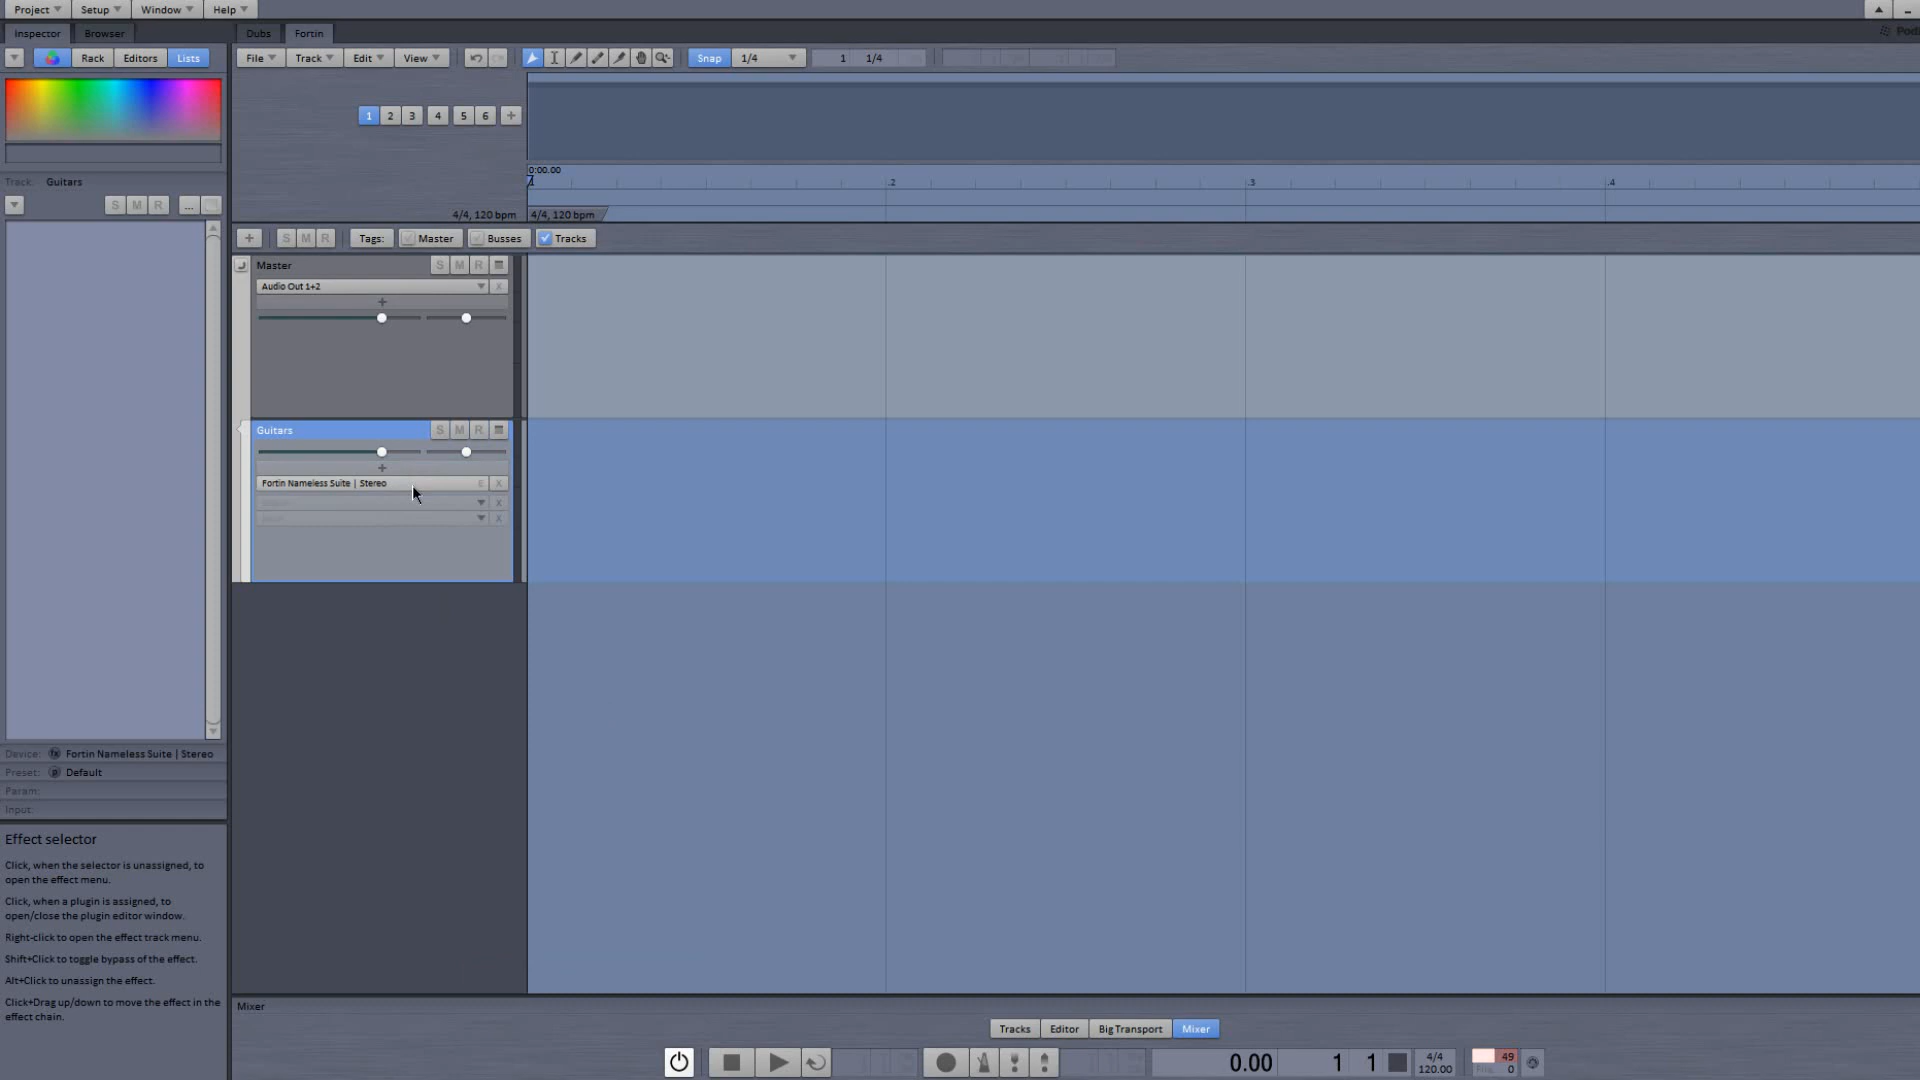 Project Setup Window Help
Inspector Browser Dubs Fortin
Rack Editors Lists File Track Edit View Snap 1/4 1 1/4
1 2 3 4 5 6 +
0:00.00
1 .2 .3 .4
Track: Guitars
S M R ...
4/4, 120 bpm 4/4, 120 bpm
+ S M R Tags: Master Busses Tracks
Master S M R
Audio Out 1+2 X
+
Guitars S M R
+
Fortin Nameless Suite | Stereo E X
X
X
Device: fx Fortin Nameless Suite | Stereo
Preset: p Default
Param:
Input:
Effect selector
Click, when the selector is unassigned, to
open the effect menu.
Click, when a plugin is assigned, to
open/close the plugin editor window.
Right-click to open the effect track menu.
Shift+Click to toggle bypass of the effect.
Alt+Click to unassign the effect.
Click+Drag up/down to move the effect in the
effect chain.
Mixer
Tracks Editor Big Transport Mixer
0.00 1 1 4/4 49
120.00 0